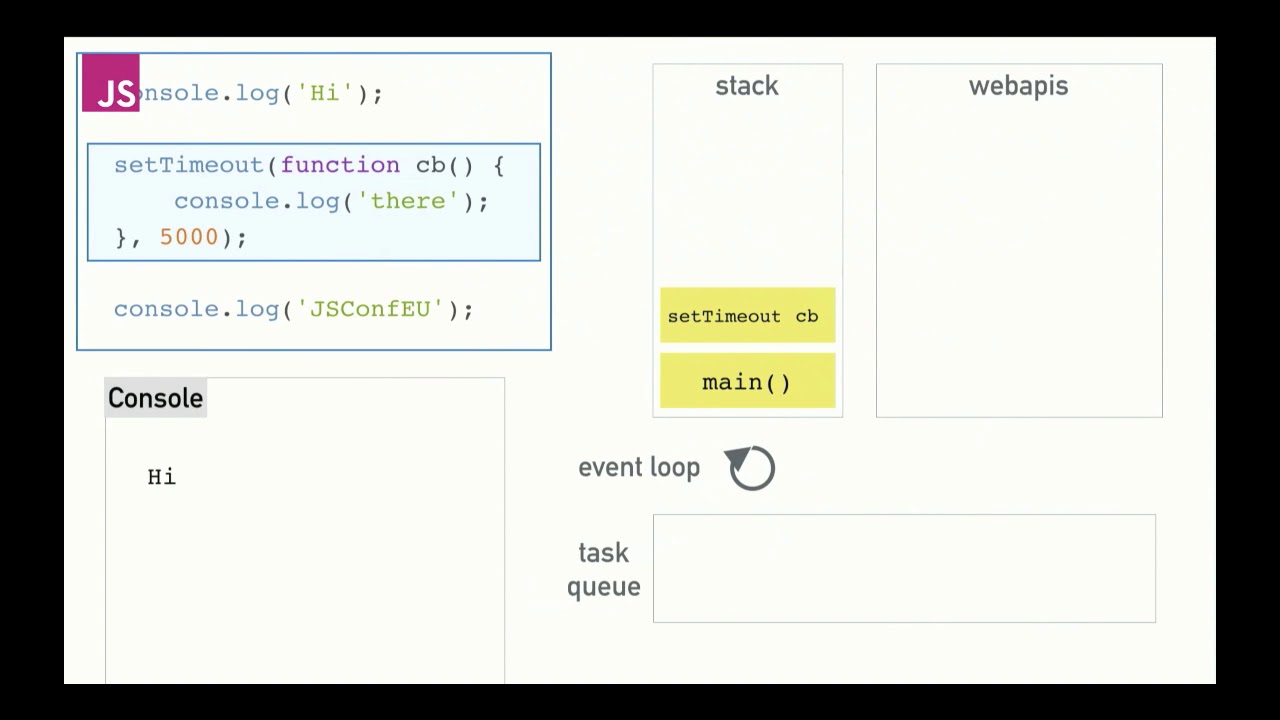 JS
onsole.log('Hi');
setTimeout(function cb() {
    console.log('there');
}, 5000);
console.log('JSConfEU');
Console
Hi
stack
setTimeout cb
main()
webapis
event loop
task
queue